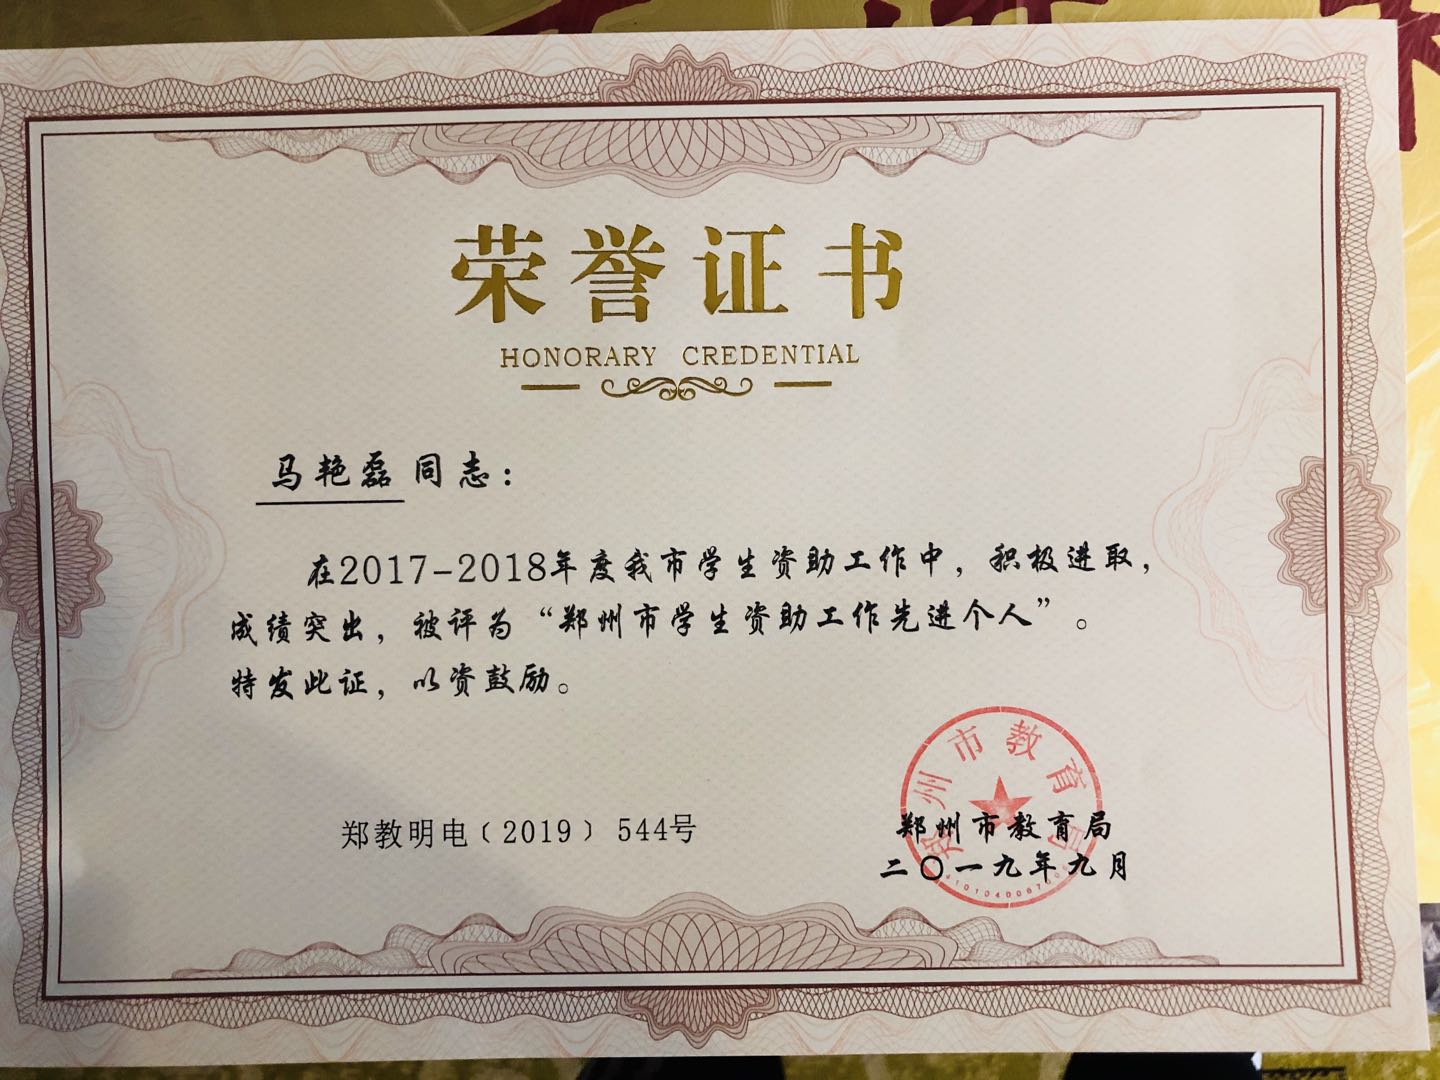 荣誉证书
HONORARY CREDENTIAL
马艳磊同志：
在2017-2018年度我市学生资助工作中，积极进取，
成绩突出，被评为“郑州市学生资助工作先进个人”。
特发此证，以资鼓励。
郑教明电﹝2019﹞544号
郑州市教育局
郑州市教育局
二〇一九年九月